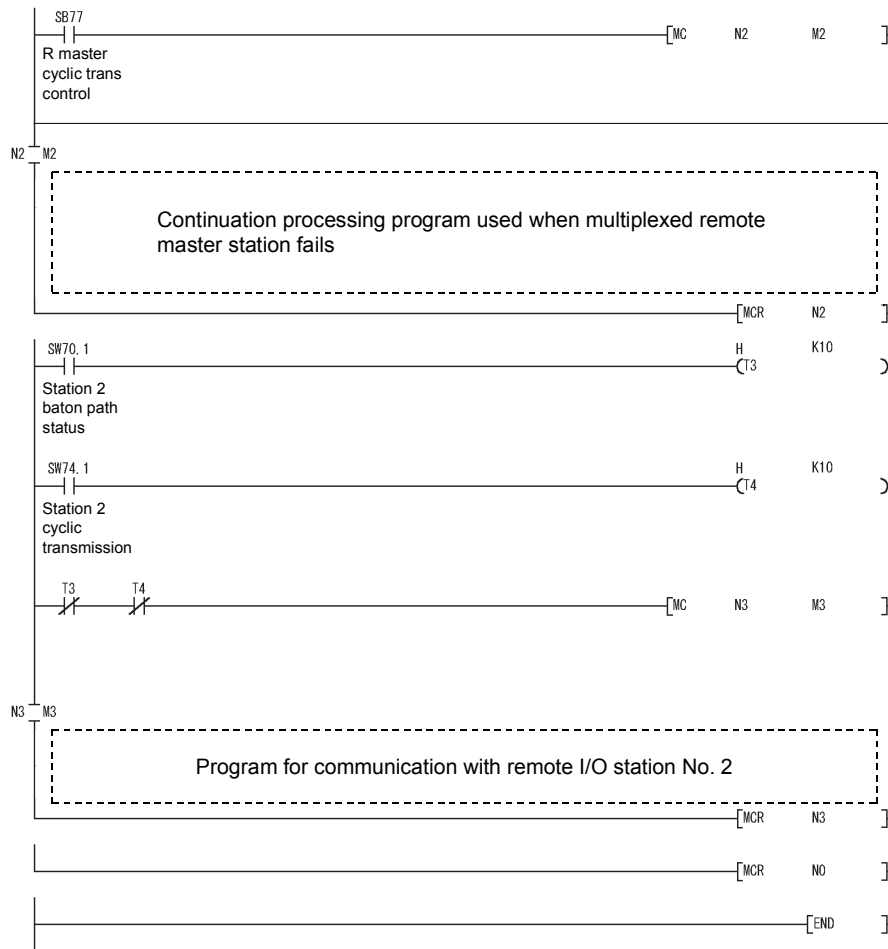 SB77
[MC N2 M2 ]
R master
cyclic trans
control
N2 M2
Continuation processing program used when multiplexed remote
master station fails
[MCR N2 ]
SW70.1
H K10
(T3 )
Station 2
baton path
status
SW74.1
H K10
(T4 )
Station 2
cyclic
transmission
T3 T4
[MC N3 M3 ]
N3 M3
Program for communication with remote I/O station No. 2
[MCR N3 ]
[MCR N0 ]
[END ]